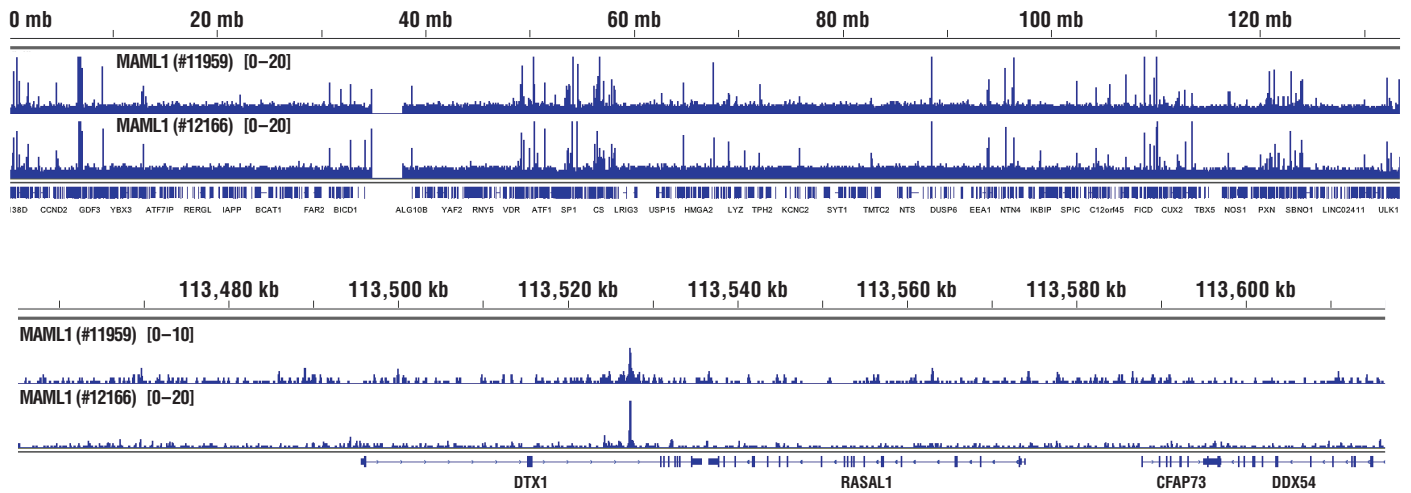 0 mb 20 mb 40 mb 60 mb 80 mb 100 mb 120 mb
MAML1 (#11959) [0–20]
MAML1 (#12166) [0–20]
I38D CCND2 GDF3 YBX3 ATF7IP RERGL IAPP BCAT1 FAR2 BICD1 ALG10B YAF2 RNY5 VDR ATF1 SP1 CS LRIG3 USP15 HMGA2 LYZ TPH2 KCNC2 SYT1 TMTC2 NTS DUSP6 EEA1 NTN4 IKBIP SPIC C12orf45 FICD CUX2 TBX5 NOS1 PXN SBNO1 LINC02411 ULK1
113,480 kb 113,500 kb 113,520 kb 113,540 kb 113,560 kb 113,580 kb 113,600 kb
MAML1 (#11959) [0–10]
MAML1 (#12166) [0–20]
DTX1 RASAL1 CFAP73 DDX54